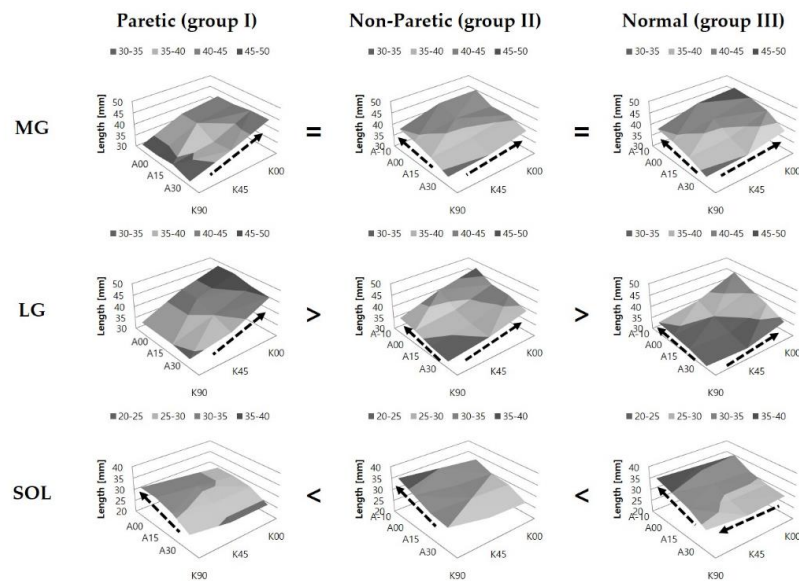 Paretic (group I) Non-Paretic (group II) Normal (group III)
■ 30-35 ■ 35-40 ■ 40-45 ■ 45-50 ■ 30-35 ■ 35-40 ■ 40-45 ■ 45-50 ■ 30-35 ■ 35-40 ■ 40-45 ■ 45-50
MG
Length [mm] 50 45 40 35 30 A00 A15 A30 K90 K45 K00
=
Length [mm] 50 45 40 35 30 A-10 A00 A15 A30 K90 K45 K00
=
Length [mm] 50 45 40 35 30 A-10 A00 A15 A30 K90 K45 K00
■ 30-35 ■ 35-40 ■ 40-45 ■ 45-50 ■ 30-35 ■ 35-40 ■ 40-45 ■ 45-50 ■ 30-35 ■ 35-40 ■ 40-45 ■ 45-50
LG
Length [mm] 50 45 40 35 30 A00 A15 A30 K90 K45 K00
>
Length [mm] 50 45 40 35 30 A-10 A00 A15 A30 K90 K45 K00
>
Length [mm] 50 45 40 35 30 A-10 A00 A15 A30 K90 K45 K00
■ 20-25 ■ 25-30 ■ 30-35 ■ 35-40 ■ 20-25 ■ 25-30 ■ 30-35 ■ 35-40 ■ 20-25 ■ 25-30 ■ 30-35 ■ 35-40
SOL
Length [mm] 40 35 30 25 20 A00 A15 A30 K90 K45 K00
<
Length [mm] 40 35 30 25 20 A-10 A00 A15 A30 K90 K45 K00
<
Length [mm] 40 35 30 25 20 A-10 A00 A15 A30 K90 K45 K00